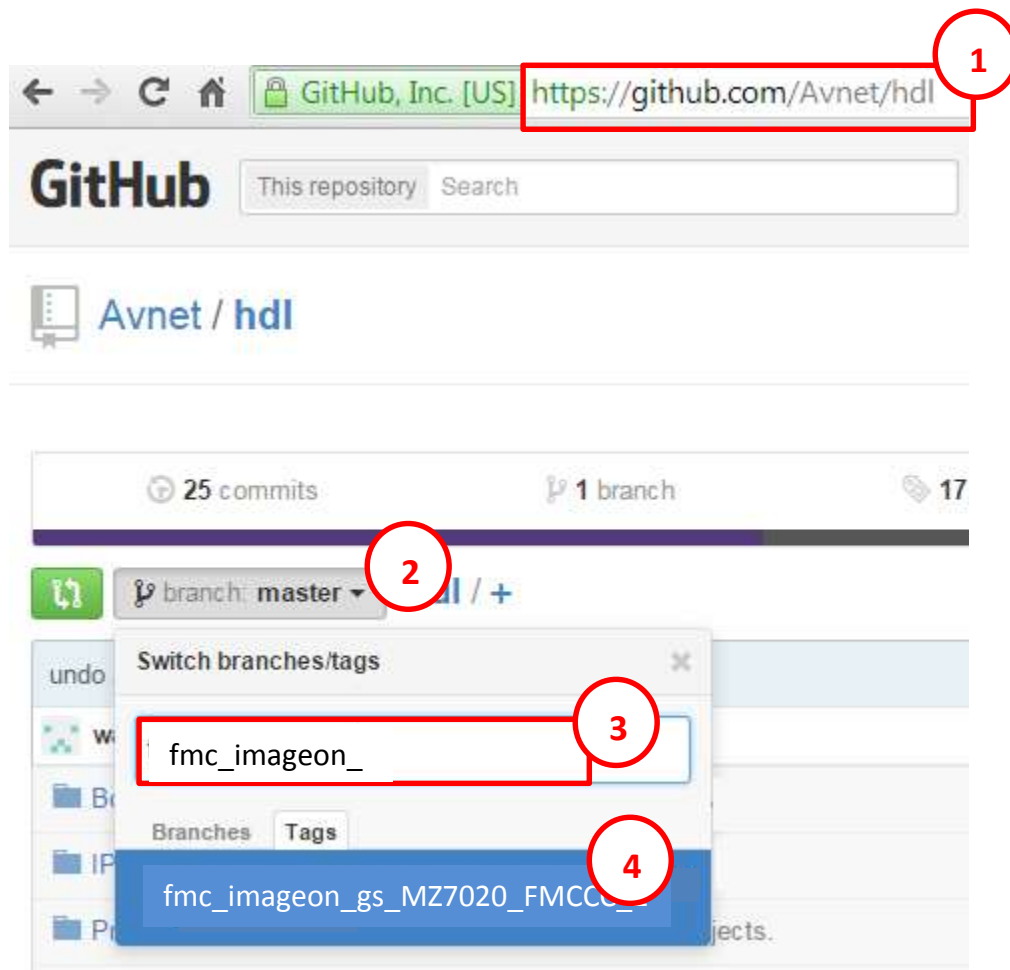 1
GitHub, Inc. [US] https://github.com/Avnet/hdl
GitHub This repository Search
Avnet / hdl
25 commits 1 branch 17
2
branch: master / +
undo Switch branches/tags
3
fmc_imageon_
Branches Tags
4
fmc_imageon_gs_MZ7020_
jects.